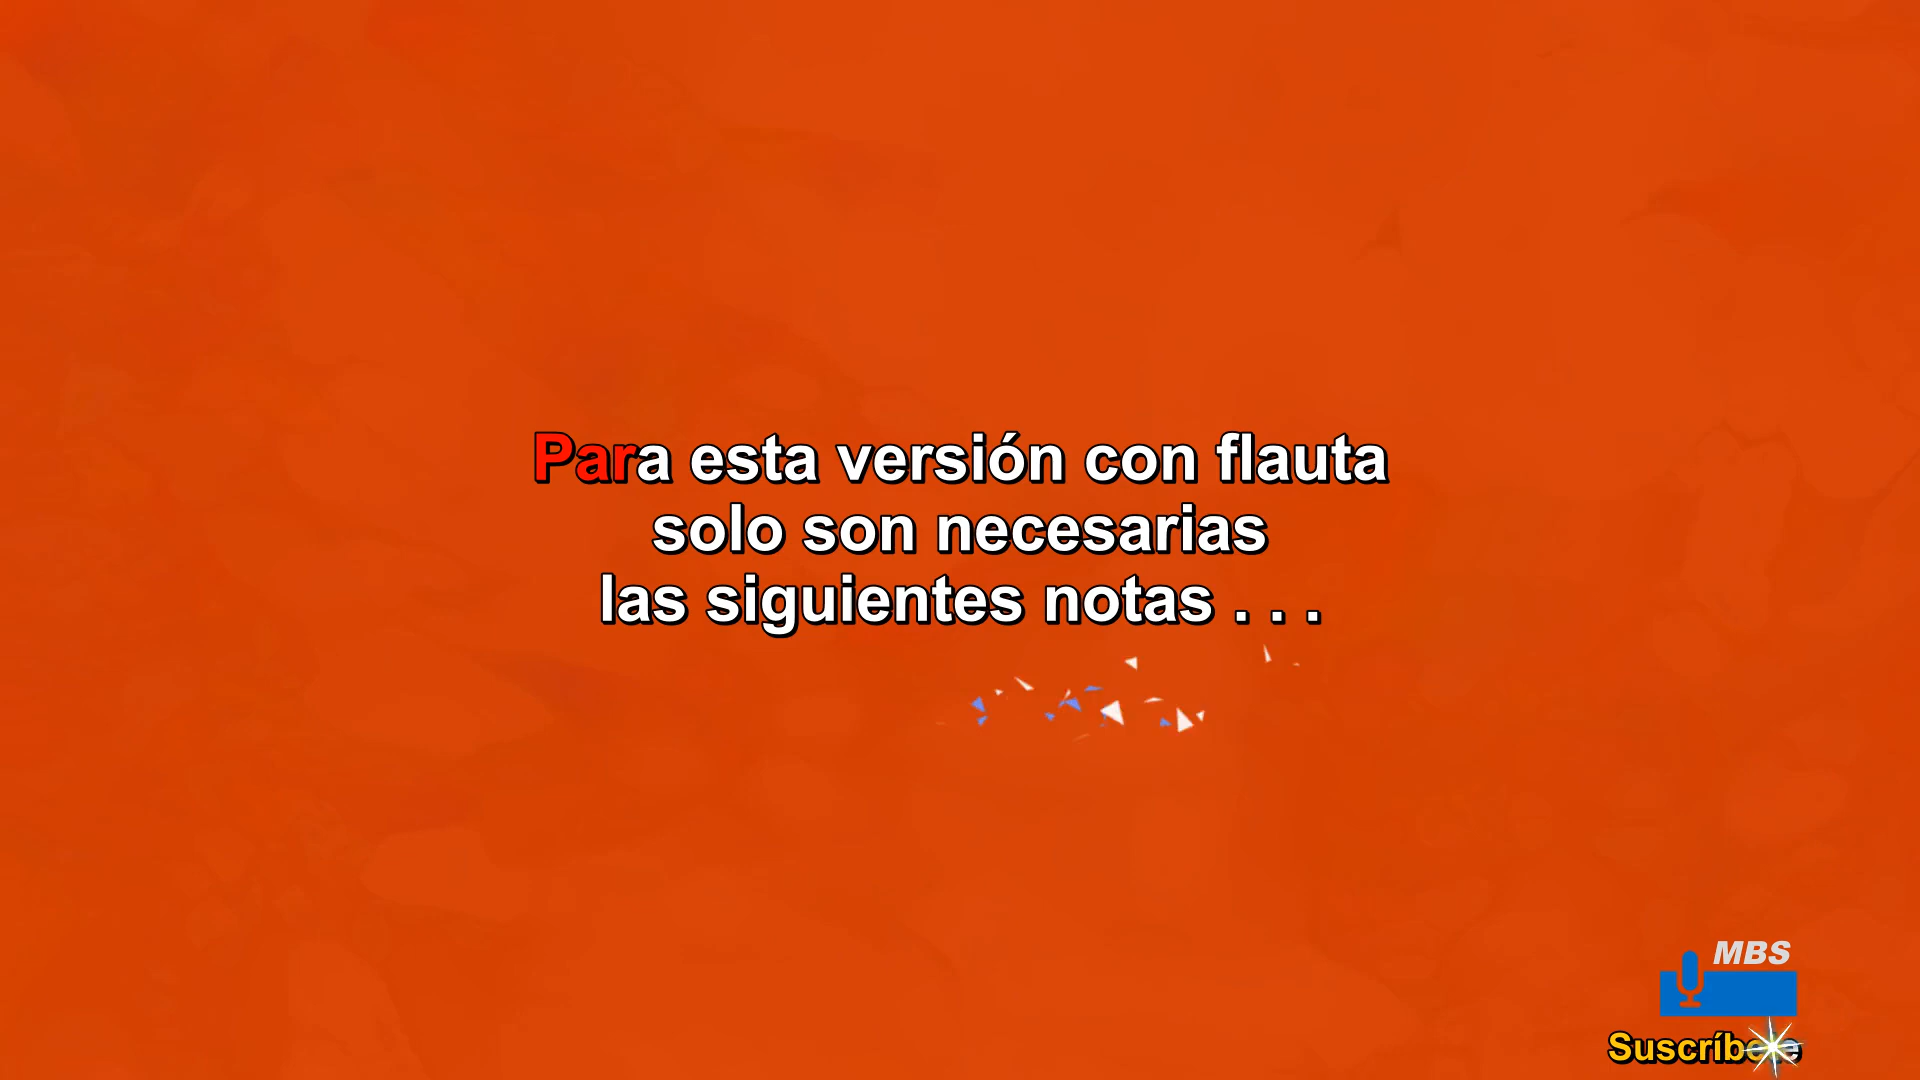 Para esta versión con flauta
solo son necesarias
las siguientes notas . . .
MBS
Suscríbete